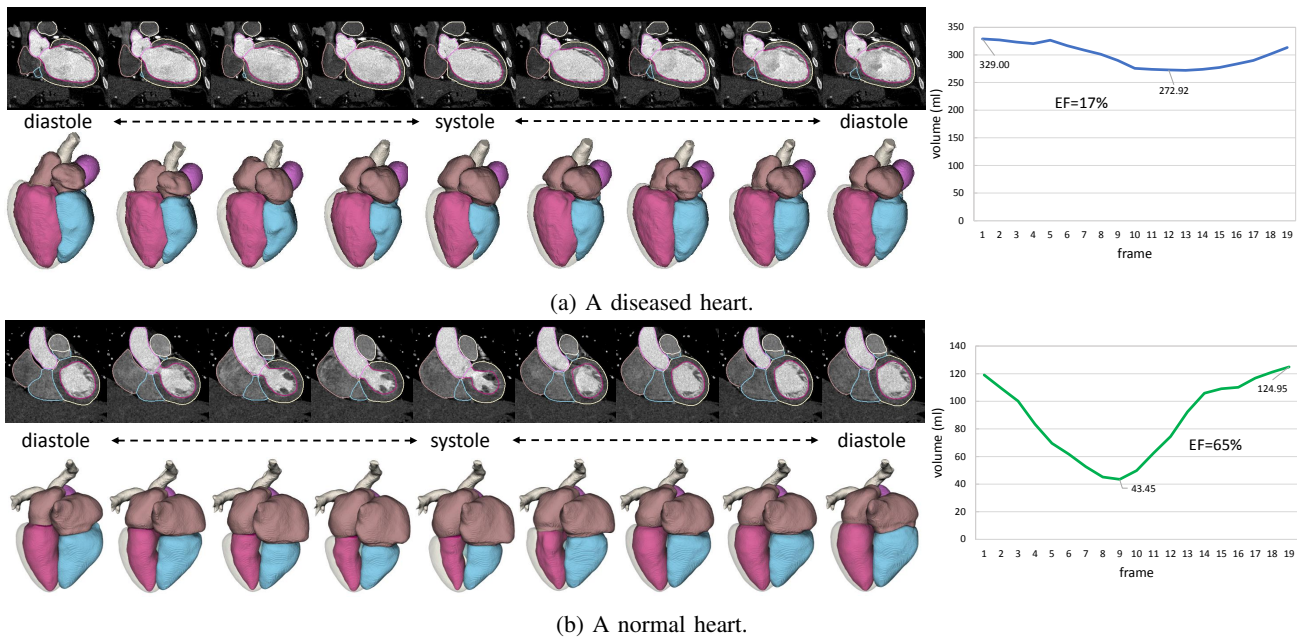 350
300
250
200
150
100
50
0
volume (ml)
329.00
272.92
EF=17%
1 2 3 4 5 6 7 8 9 10 11 12 13 14 15 16 17 18 19
frame
diastole systole diastole
(a) A diseased heart.
140
120
100
80
60
40
20
0
volume (ml)
124.95
EF=65%
43.45
1 2 3 4 5 6 7 8 9 10 11 12 13 14 15 16 17 18 19
frame
diastole systole diastole
(b) A normal heart.